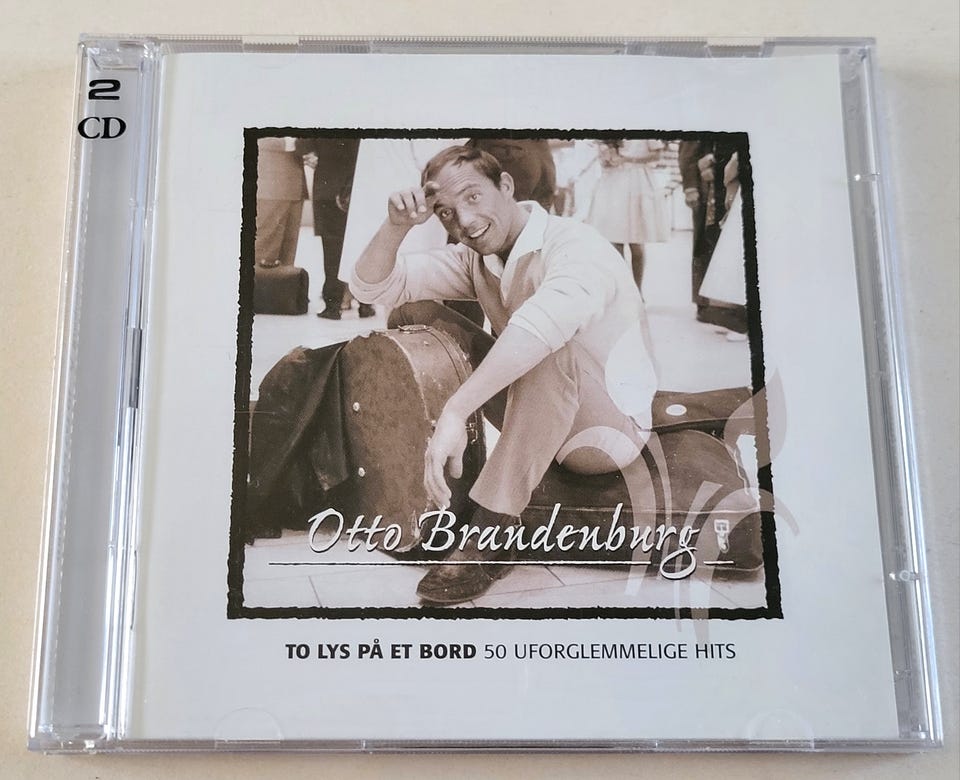 2
CD
Otto Brandenburg
TO LYS PÅ ET BORD 50 UFORGLEMMELIGE HITS